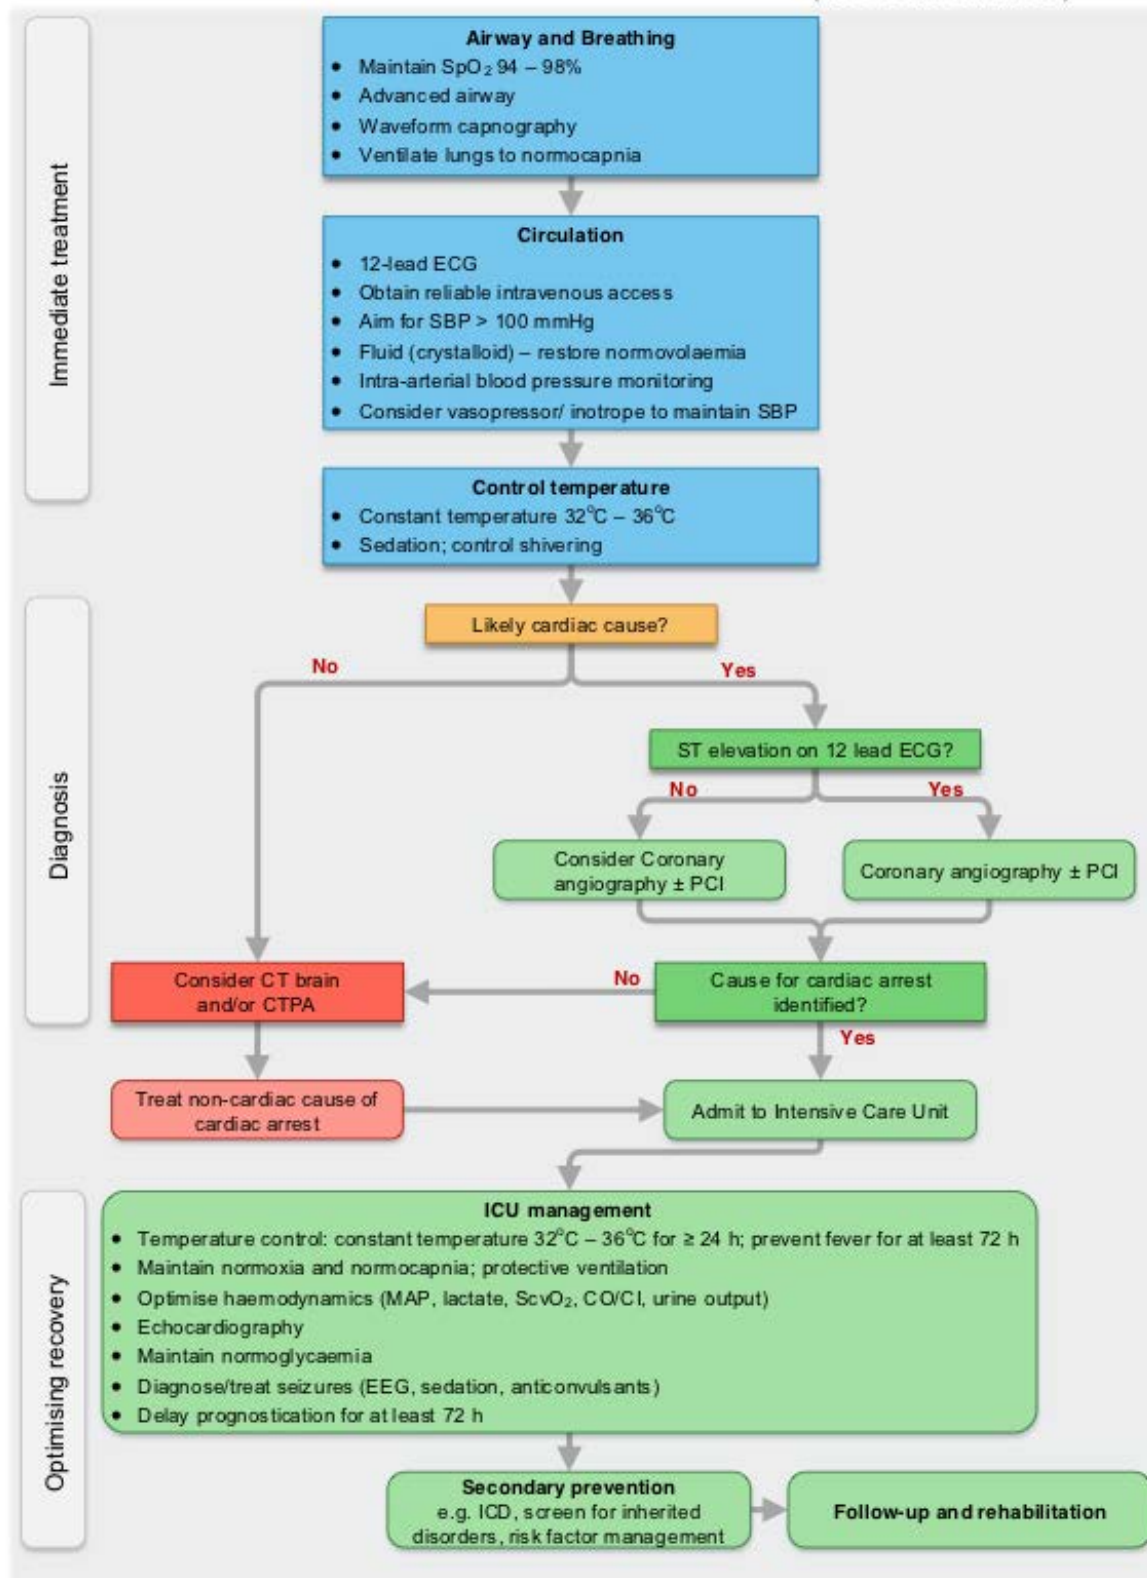 Immediate treatment
Airway and Breathing
• Maintain SpO₂ 94 – 98%
• Advanced airway
• Waveform capnography
• Ventilate lungs to normocapnia
Circulation
• 12-lead ECG
• Obtain reliable intravenous access
• Aim for SBP > 100 mmHg
• Fluid (crystalloid) – restore normovolaemia
• Intra-arterial blood pressure monitoring
• Consider vasopressor/ inotrope to maintain SBP
Control temperature
• Constant temperature 32°C – 36°C
• Sedation; control shivering
Diagnosis
Likely cardiac cause?
No
Yes
ST elevation on 12 lead ECG?
No
Yes
Consider Coronary
angiography ± PCI
Coronary angiography ± PCI
Consider CT brain
and/or CTPA
No
Cause for cardiac arrest
identified?
Yes
Treat non-cardiac cause of
cardiac arrest
Admit to Intensive Care Unit
Optimising recovery
ICU management
• Temperature control: constant temperature 32°C – 36°C for ≥ 24 h; prevent fever for at least 72 h
• Maintain normoxia and normocapnia; protective ventilation
• Optimise haemodynamics (MAP, lactate, ScvO₂, CO/CI, urine output)
• Echocardiography
• Maintain normoglycaemia
• Diagnose/treat seizures (EEG, sedation, anticonvulsants)
• Delay prognostication for at least 72 h
Secondary prevention
e.g. ICD, screen for inherited
disorders, risk factor management
Follow-up and rehabilitation